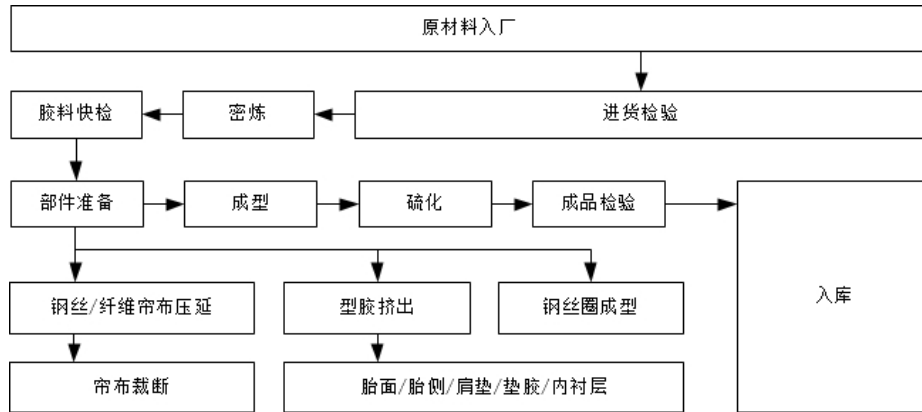 原材料入厂
胶料快检
密炼
进货检验
部件准备
成型
硫化
成品检验
入库
钢丝/纤维帘布压延
型胶挤出
钢丝圈成型
帘布裁断
胎面/胎侧/肩垫/垫胶/内衬层